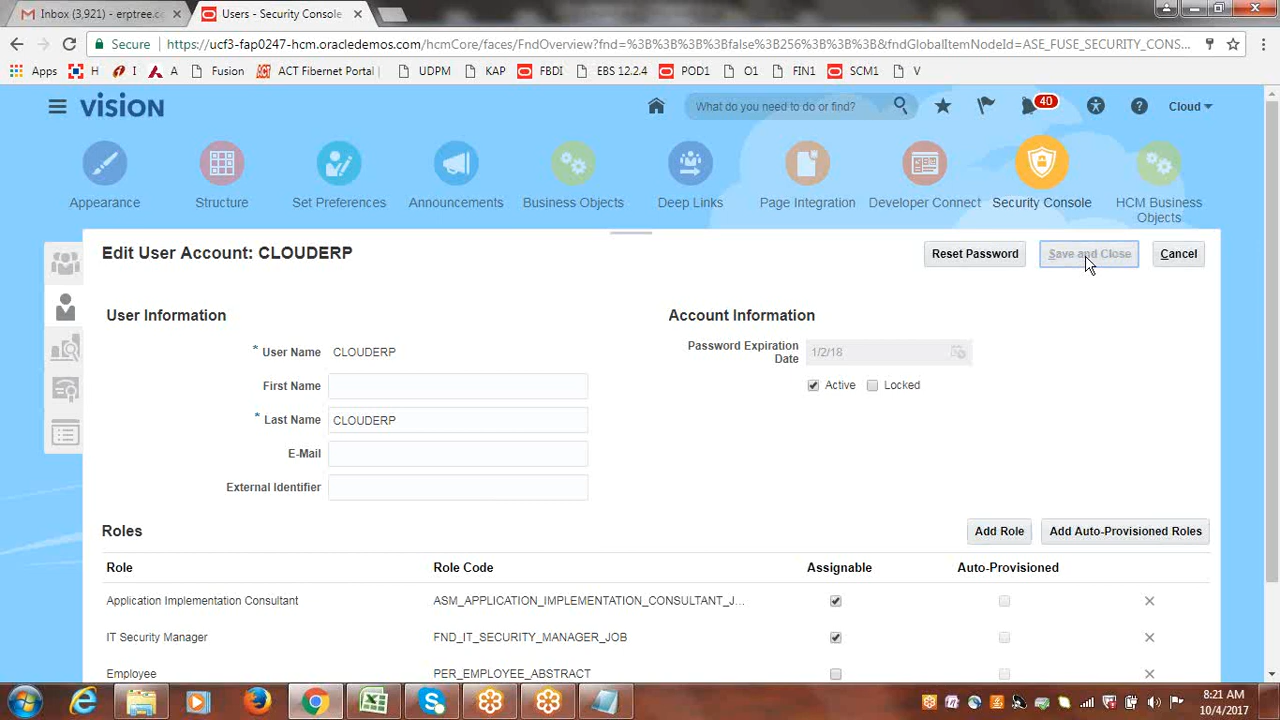 Inbox (3,921) - erptree.c
Users - Security Console
Secure
https://ucf3-fap0247-hcm.oracledemos.com/hcmCore/faces/FndOverview?fnd=%3B%3B%3B%3Bfalse%3B256%3B%3B%3B&fndGlobalItemNodeId=ASE_FUSE_SECURITY_CONS...
Apps H I A Fusion ACT Fibernet Portal UDPM KAP FBDI EBS 12.2.4 POD1 O1 FIN1 SCM1 V
VISION
What do you need to do or find?
40
Cloud
Appearance Structure Set Preferences Announcements Business Objects Deep Links Page Integration Developer Connect Security Console HCM Business
Objects
Edit User Account: CLOUDERP
Reset Password Save and Close Cancel
User Information
Account Information
* User Name CLOUDERP
Password Expiration
Date
1/2/18
First Name
Active Locked
* Last Name CLOUDERP
E-Mail
External Identifier
Roles
Add Role Add Auto-Provisioned Roles
Role Role Code Assignable Auto-Provisioned
Application Implementation Consultant ASM_APPLICATION_IMPLEMENTATION_CONSULTANT_J...
IT Security Manager FND_IT_SECURITY_MANAGER_JOB
Employee PER_EMPLOYEE_ABSTRACT
8:21 AM
10/4/2017